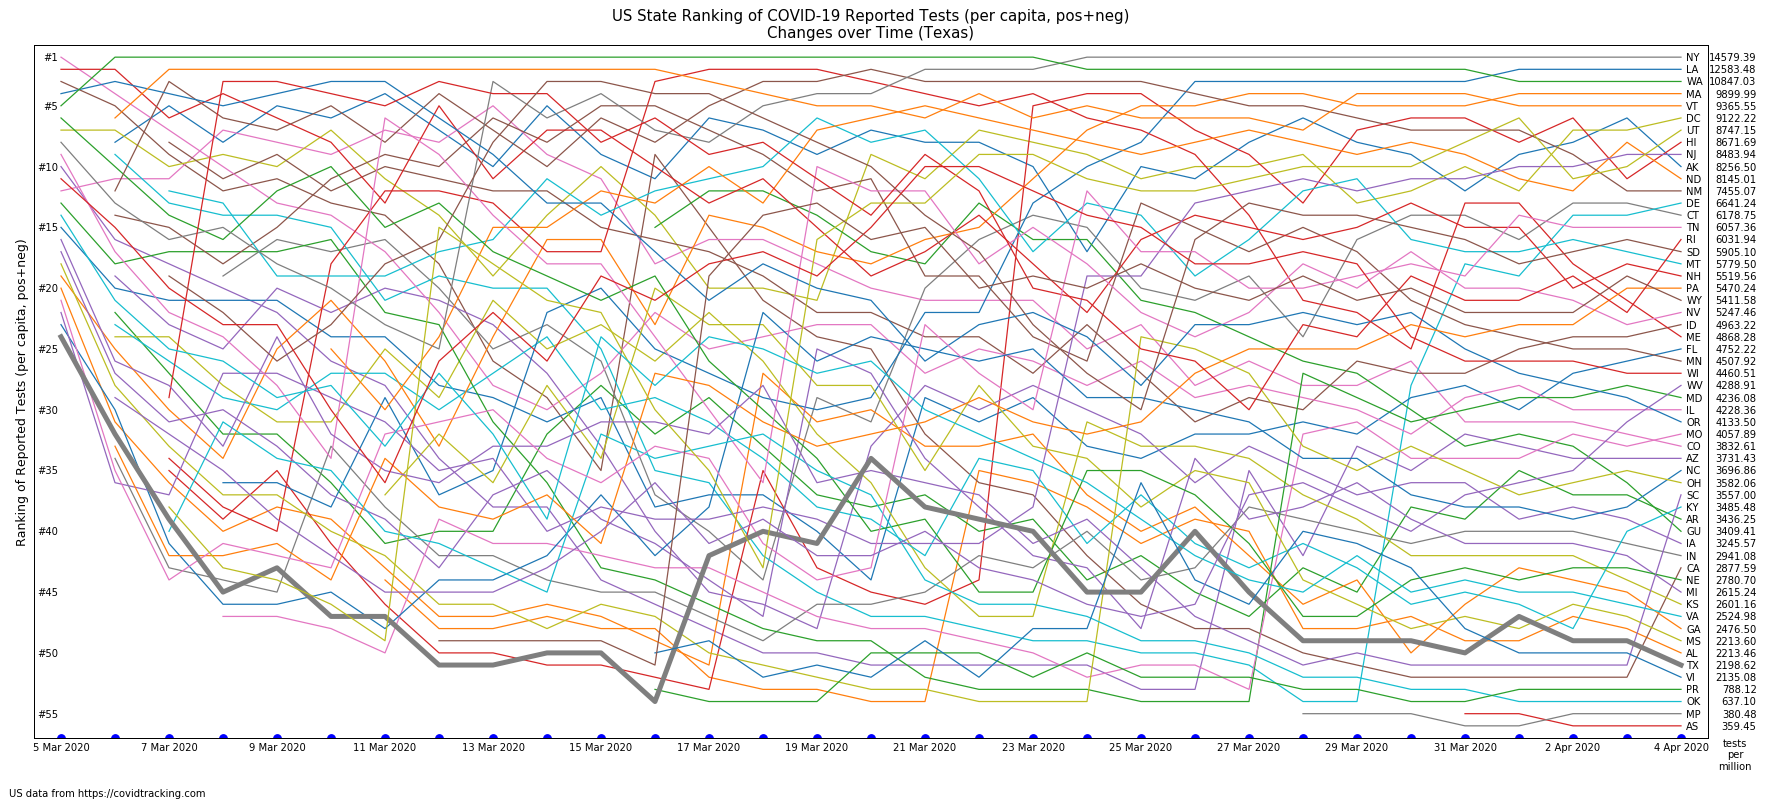 US State Ranking of COVID-19 Reported Tests (per capita, pos+neg)
Changes over Time (Texas)
Ranking of Reported Tests (per capita, pos+neg)
#1
#5
#10
#15
#20
#25
#30
#35
#40
#45
#50
#55
NY 14579.39
LA 12583.48
WA 10847.03
MA 9899.99
VT 9365.55
DC 9122.22
UT 8747.15
HI 8671.69
NJ 8483.94
AK 8256.50
ND 8145.01
NM 7455.07
DE 6641.24
CT 6178.75
TN 6057.36
RI 6031.94
SD 5905.10
MT 5779.50
NH 5519.56
PA 5470.24
WY 5411.58
NV 5247.46
ID 4963.22
ME 4868.28
FL 4752.22
MN 4507.92
WI 4460.51
WV 4288.91
MD 4236.08
IL 4228.36
OR 4133.50
MO 4057.89
CO 3832.61
AZ 3731.43
NC 3696.86
OH 3582.06
SC 3557.00
KY 3485.48
AR 3436.25
GU 3409.41
IA 3245.57
IN 2941.08
CA 2877.59
NE 2780.70
MI 2615.24
KS 2601.16
VA 2524.98
GA 2476.50
MS 2213.60
AL 2213.46
TX 2198.62
VI 2135.08
PR 788.12
OK 637.10
MP 380.48
AS 359.45
5 Mar 2020 7 Mar 2020 9 Mar 2020 11 Mar 2020 13 Mar 2020 15 Mar 2020 17 Mar 2020 19 Mar 2020 21 Mar 2020 23 Mar 2020 25 Mar 2020 27 Mar 2020 29 Mar 2020 31 Mar 2020 2 Apr 2020 4 Apr 2020
tests
per
million
US data from https://covidtracking.com